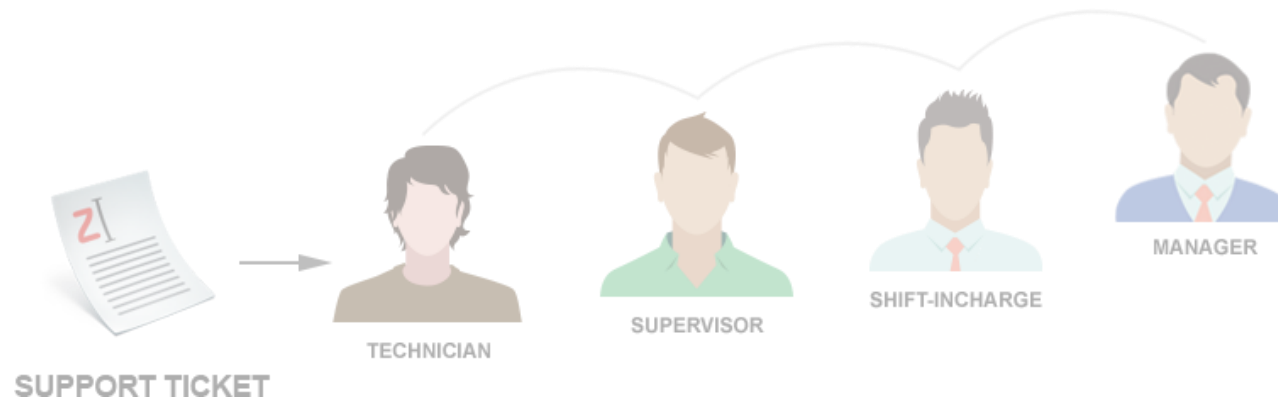 Z
SUPPORT TICKET
TECHNICIAN
SUPERVISOR
SHIFT-INCHARGE
MANAGER